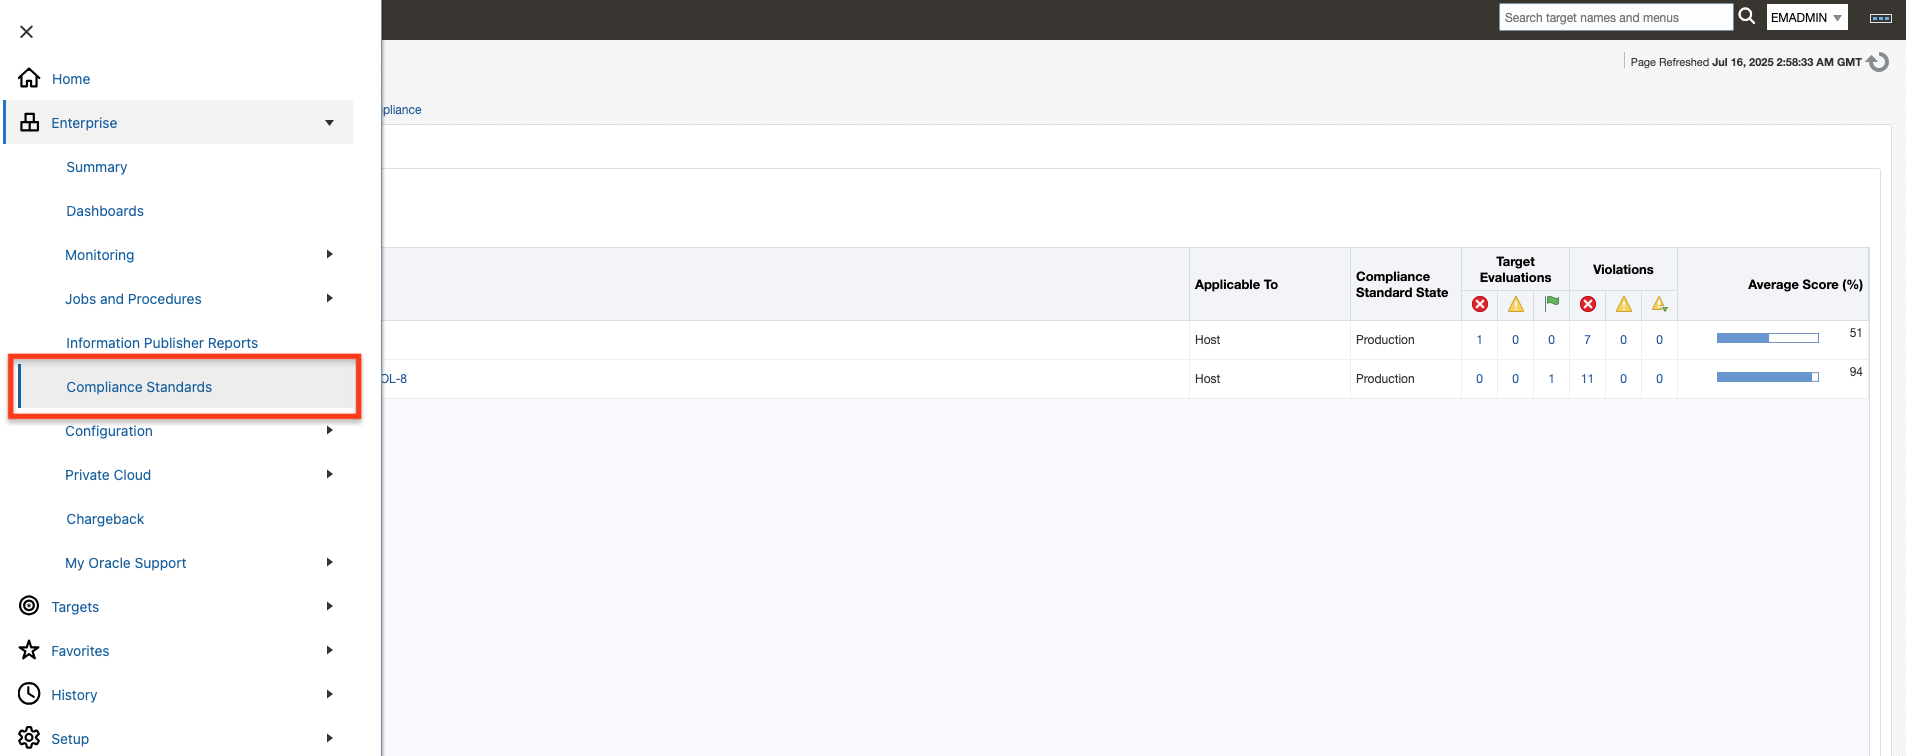 Search target names and menus
EMADMIN
Page Refreshed Jul 16, 2025 2:58:33 AM GMT
Home
Enterprise
Summary
Dashboards
Monitoring
Jobs and Procedures
Information Publisher Reports
Compliance Standards
Configuration
Private Cloud
Chargeback
My Oracle Support
Targets
Favorites
History
Setup
pliance
Applicable To
Compliance
Standard State
Target
Evaluations
Violations
Average Score (%)
Host Production 1 0 0 7 0 0 51
OL-8 Host Production 0 0 1 11 0 0 94